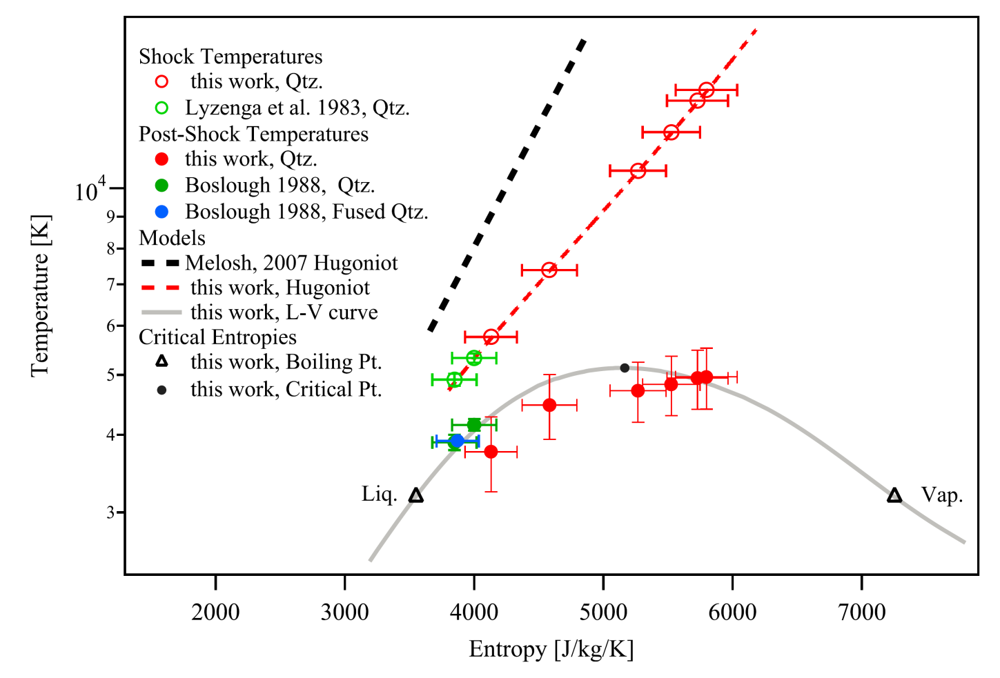 Shock Temperatures
this work, Qtz.
Lyzenga et al. 1983, Qtz.
Post-Shock Temperatures
this work, Qtz.
Boslough 1988, Qtz.
Boslough 1988, Fused Qtz.
Models
Melosh, 2007 Hugoniot
this work, Hugoniot
this work, L-V curve
Critical Entropies
this work, Boiling Pt.
this work, Critical Pt.
Liq.
Vap.
Temperature [K]
10⁴
9
8
7
6
5
4
3
2000 3000 4000 5000 6000 7000
Entropy [J/kg/K]